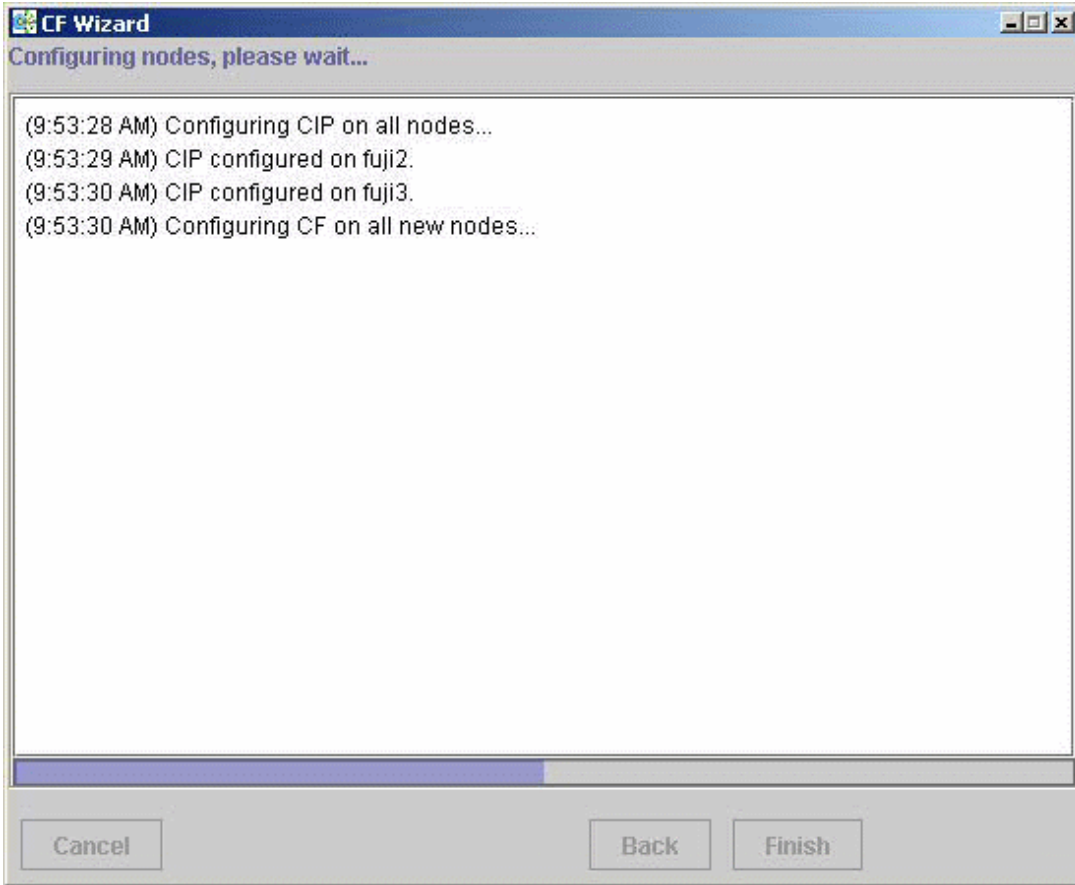 CF Wizard
Configuring nodes, please wait...
(9:53:28 AM) Configuring CIP on all nodes...
(9:53:29 AM) CIP configured on fuji2.
(9:53:30 AM) CIP configured on fuji3.
(9:53:30 AM) Configuring CF on all new nodes...
Cancel Back Finish